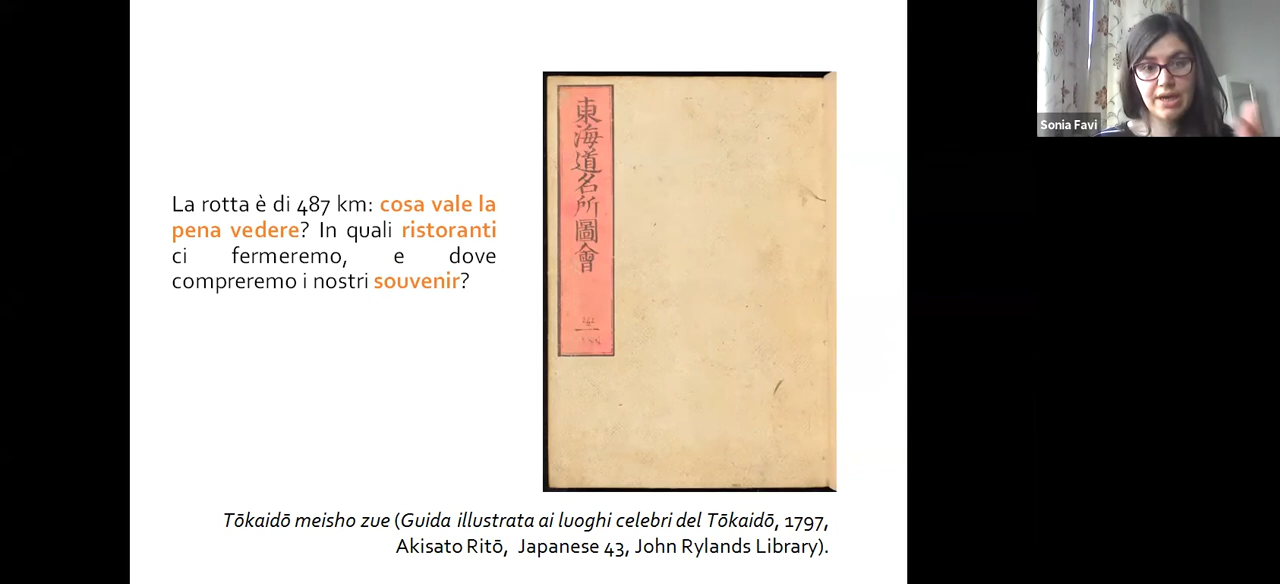 La rotta è di 487 km: cosa vale la
pena vedere? In quali ristoranti
ci fermeremo, e dove
compreremo i nostri souvenir?
東海道名所圖會
Tōkaidō meisho zue (Guida illustrata ai luoghi celebri del Tōkaidō, 1797,
Akisato Ritō, Japanese 43, John Rylands Library).
Sonia Favi